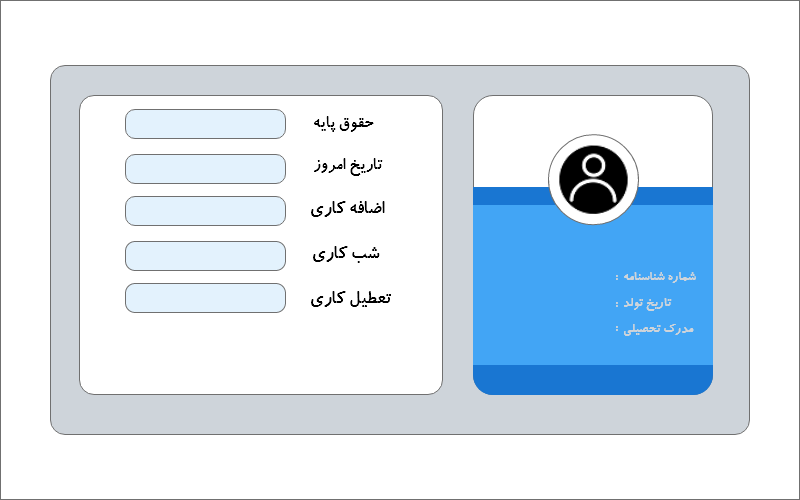 حقوق پایه
تاریخ امروز
اضافه کاری
شب کاری
تعطیل کاری
شماره شناسنامه :
تاریخ تولد :
مدرک تحصیلی :